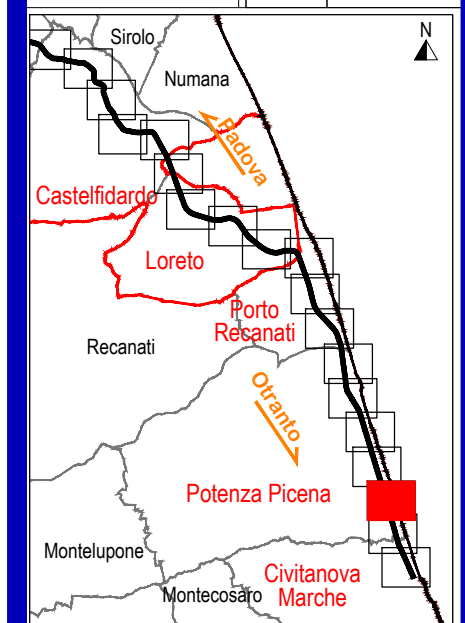 Sirolo
N
Numana
Padova
Castelfidardo
Loreto
Porto
Recanati
Recanati
Otranto
Potenza Picena
Montelupone
Montecosaro
Civitanova
Marche